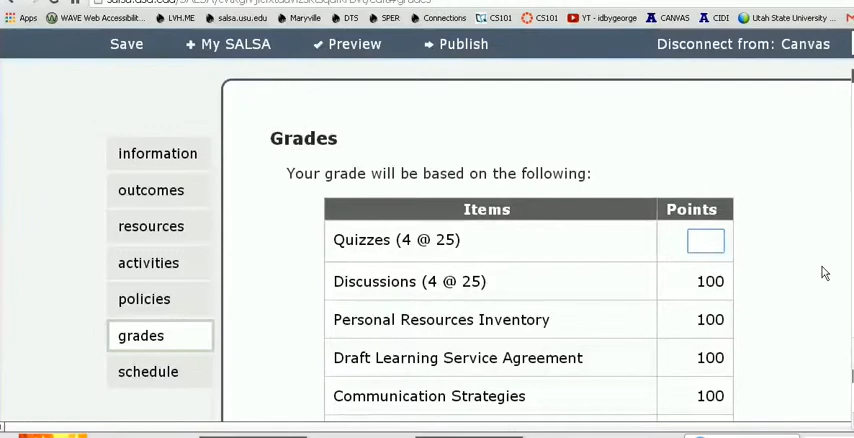 Apps WAVE Web Accessibilit... LVH.ME salsa.usu.edu Maryville DTS SPER Connections CS101 CS101 YT - idbygeorge CANVAS CIDI Utah State University ...
Save My SALSA Preview Publish Disconnect from: Canvas
Grades
information
Your grade will be based on the following:
outcomes
Items Points
resources
Quizzes (4 @ 25)
activities
Discussions (4 @ 25) 100
policies
Personal Resources Inventory 100
grades
Draft Learning Service Agreement 100
schedule
Communication Strategies 100